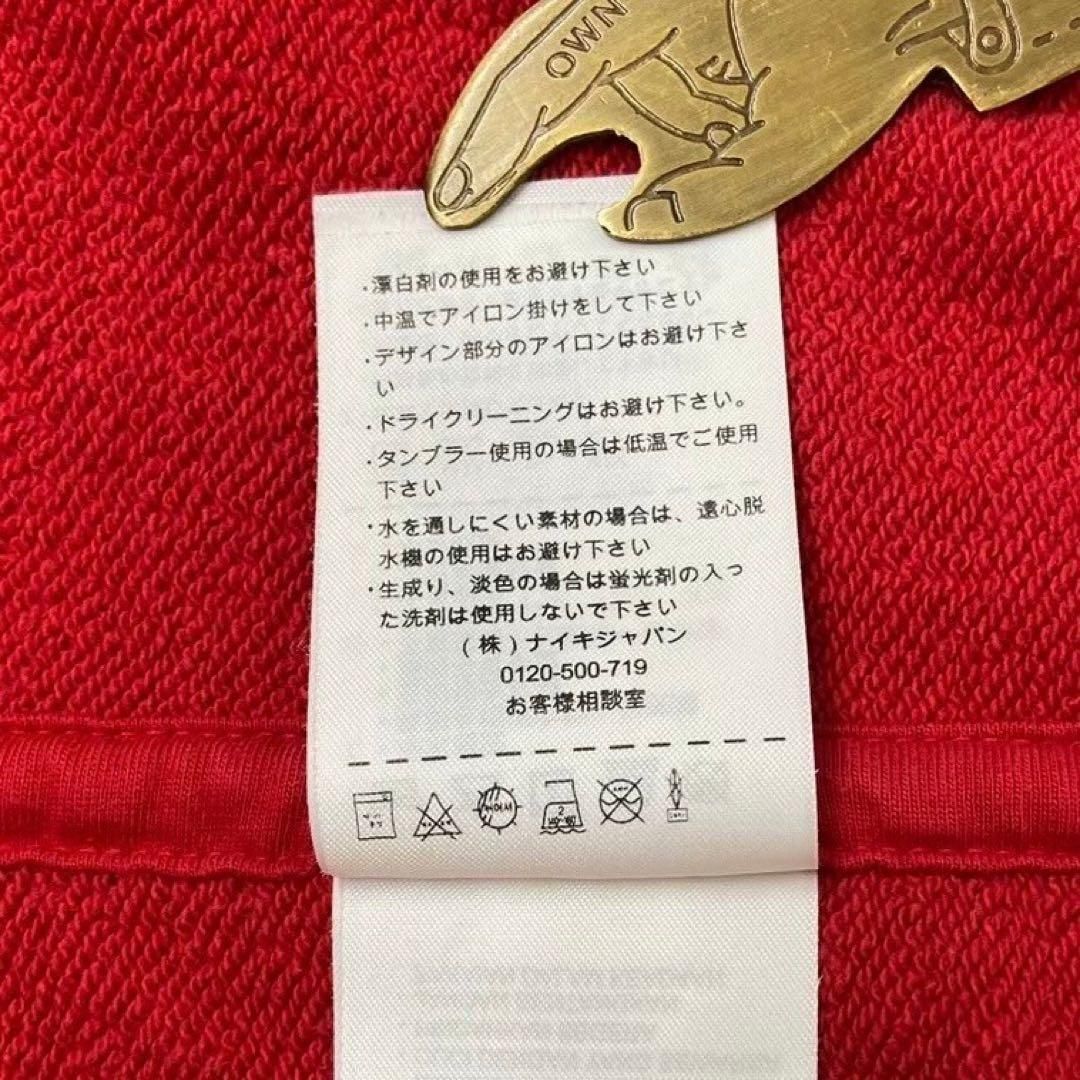 OWN
・漂白剤の使用をお避け下さい
・中温でアイロン掛けをして下さい
・デザイン部分のアイロンはお避け下さ
い
・ドライクリーニングはお避け下さい。
・タンブラー使用の場合は低温でご使用
下さい
・水を通しにくい素材の場合は、遠心脱
水機の使用はお避け下さい
・生成り、淡色の場合は蛍光剤の入っ
た洗剤は使用しないで下さい
(株)ナイキジャパン
0120-500-719
お客様相談室